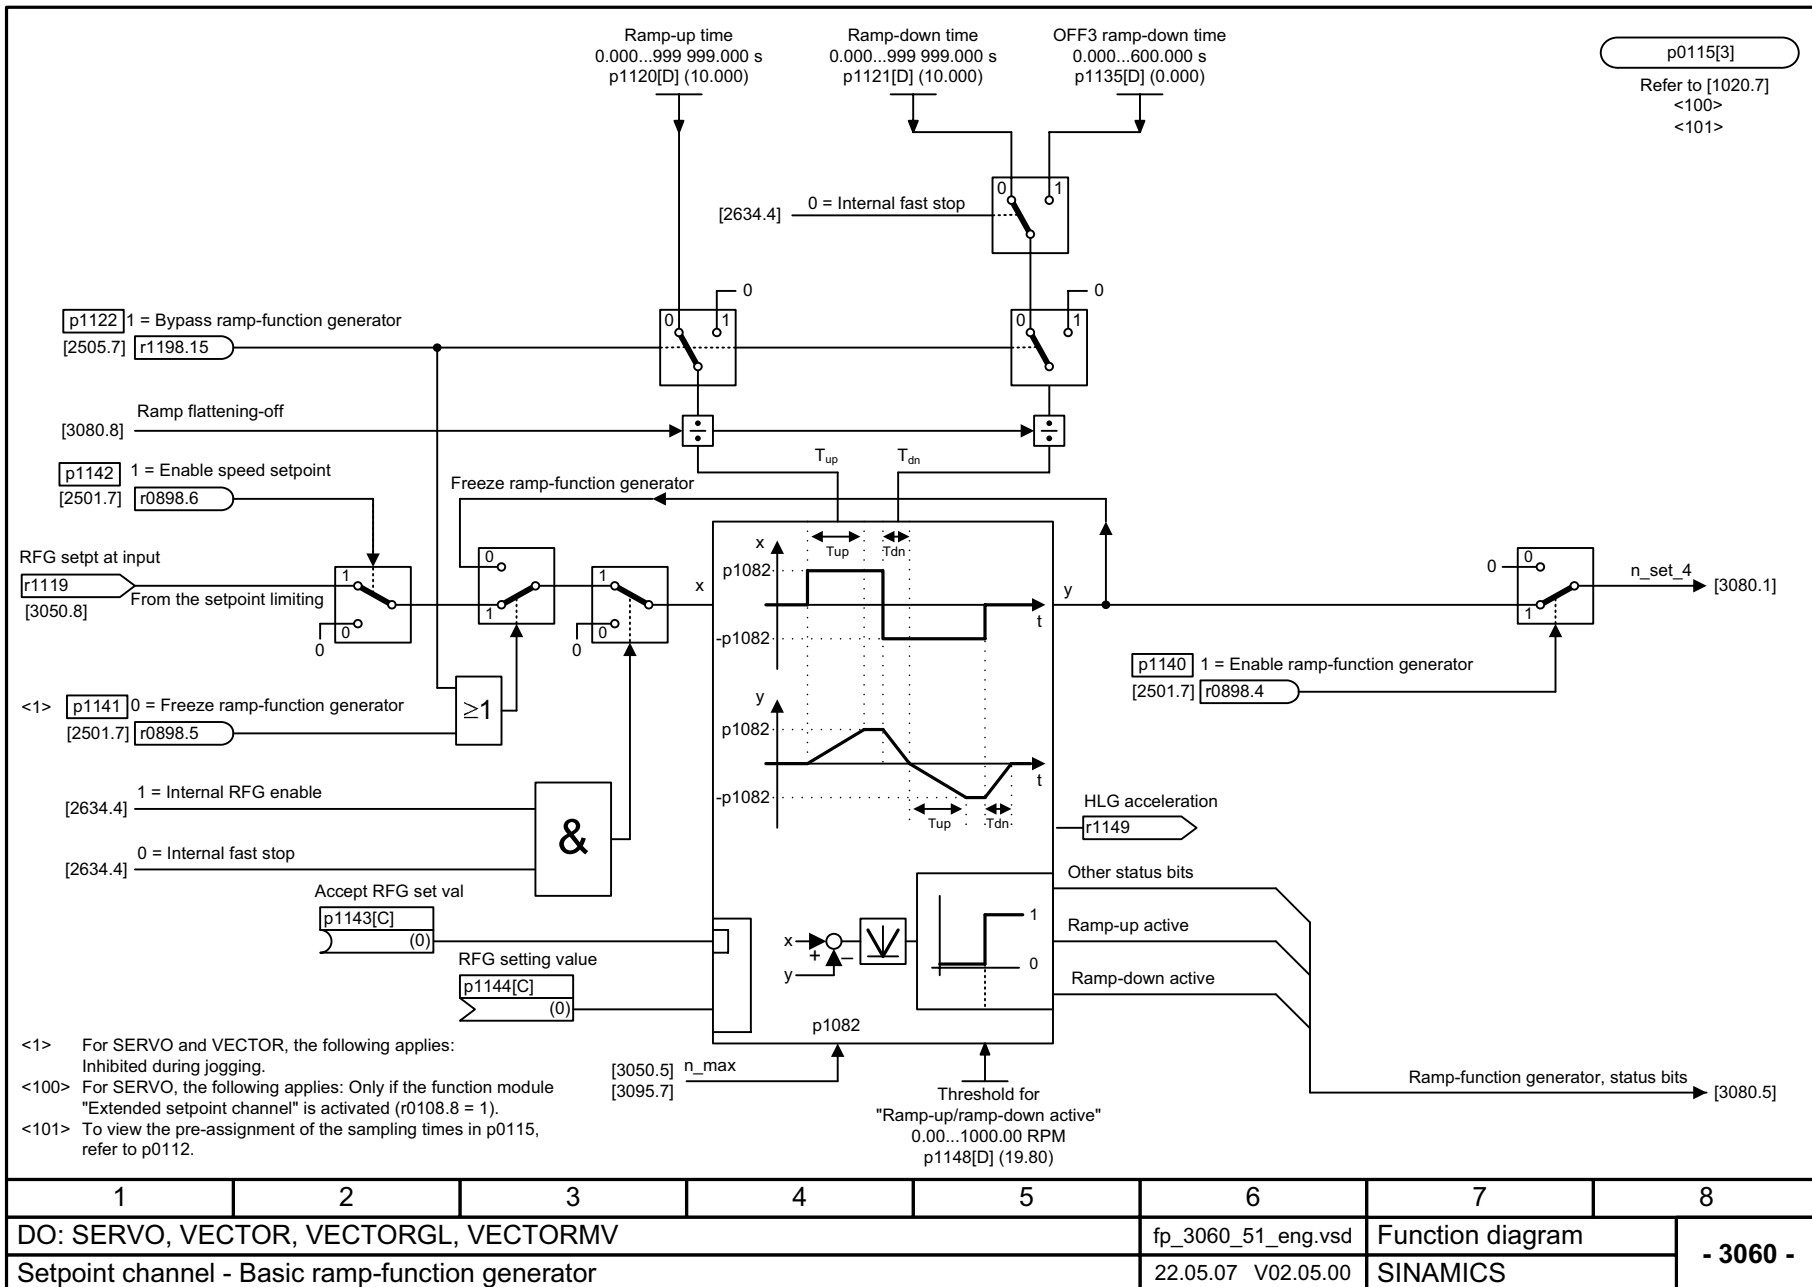 Ramp-up time
0.000...999 999.000 s
p1120[D] (10.000)
Ramp-down time
0.000...999 999.000 s
p1121[D] (10.000)
OFF3 ramp-down time
0.000...600.000 s
p1135[D] (0.000)
p0115[3]
Refer to [1020.7]
<100>
<101>
0 1
[2634.4] 0 = Internal fast stop
0
0
p1122 1 = Bypass ramp-function generator
[2505.7] r1198.15
0 1
0 1
Ramp flattening-off
[3080.8]
÷
÷
Tup
Tdn
p1142 1 = Enable speed setpoint
[2501.7] r0898.6
Freeze ramp-function generator
RFG setpt at input
r1119
[3050.8]
From the setpoint limiting
1
0
0
0
1
1
0
0
x
x
Tup
Tdn
p1082
-p1082
t
y
p1082
-p1082
t
Tup
Tdn
y
0
0
1
n_set_4
[3080.1]
p1140 1 = Enable ramp-function generator
[2501.7] r0898.4
<1> p1141 0 = Freeze ramp-function generator
[2501.7] r0898.5
≥1
1 = Internal RFG enable
[2634.4]
0 = Internal fast stop
[2634.4]
&
HLG acceleration
r1149
Accept RFG set val
p1143[C]
(0)
RFG setting value
p1144[C]
(0)
x
+
–
y
1
0
Other status bits
Ramp-up active
Ramp-down active
p1082
[3050.5] n_max
[3095.7]
Threshold for
"Ramp-up/ramp-down active"
0.00...1000.00 RPM
p1148[D] (19.80)
Ramp-function generator, status bits
[3080.5]
<1> For SERVO and VECTOR, the following applies:
Inhibited during jogging.
<100> For SERVO, the following applies: Only if the function module
"Extended setpoint channel" is activated (r0108.8 = 1).
<101> To view the pre-assignment of the sampling times in p0115,
refer to p0112.
1 2 3 4 5 6 7 8
DO: SERVO, VECTOR, VECTORGL, VECTORMV
fp_3060_51_eng.vsd
Function diagram
- 3060 -
Setpoint channel - Basic ramp-function generator
22.05.07 V02.05.00
SINAMICS